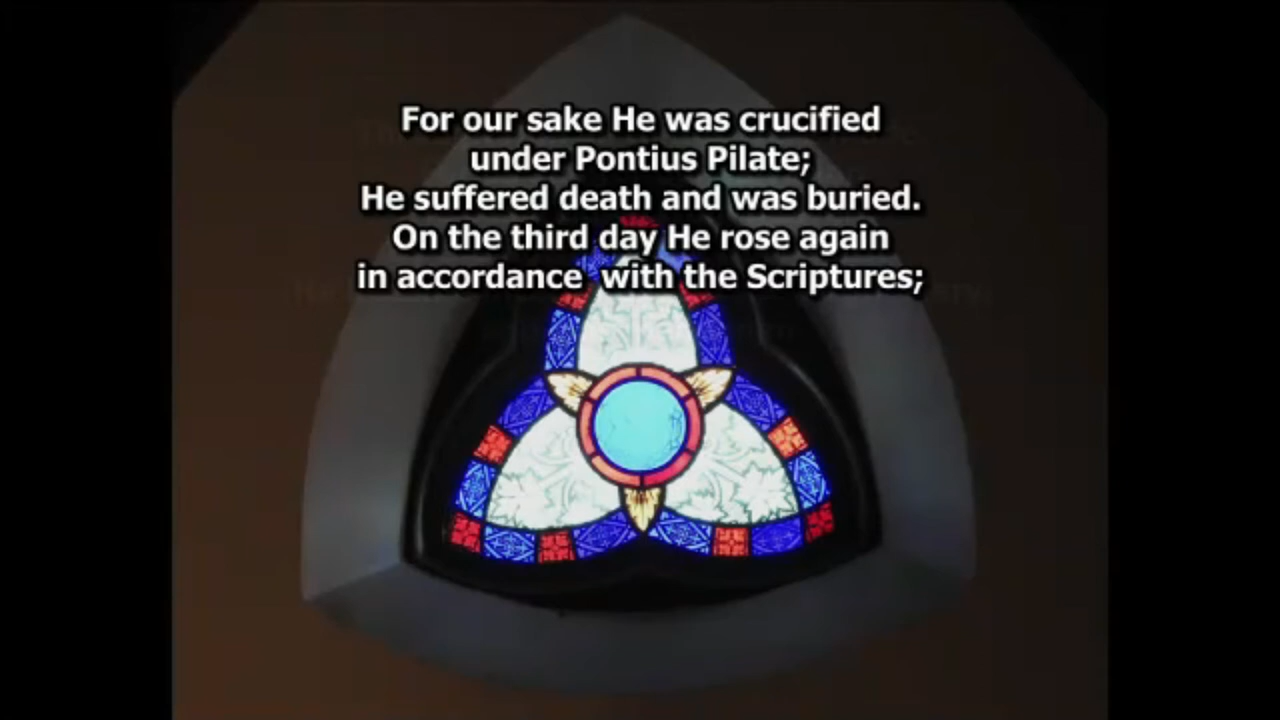 For our sake He was crucified
under Pontius Pilate;
He suffered death and was buried.
On the third day He rose again
in accordance with the Scriptures;